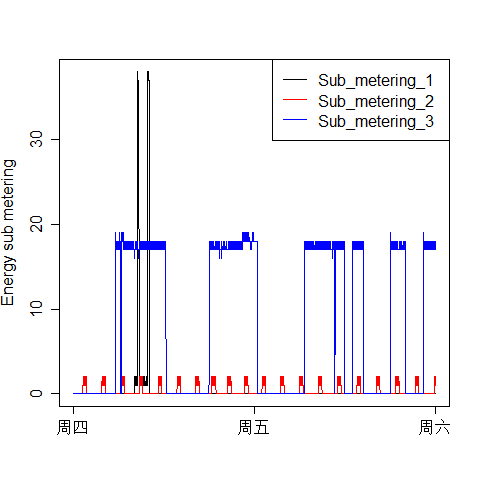 Sub_metering_1
Sub_metering_2
Sub_metering_3
Energy sub metering
30
20
10
0
周四 周五 周六